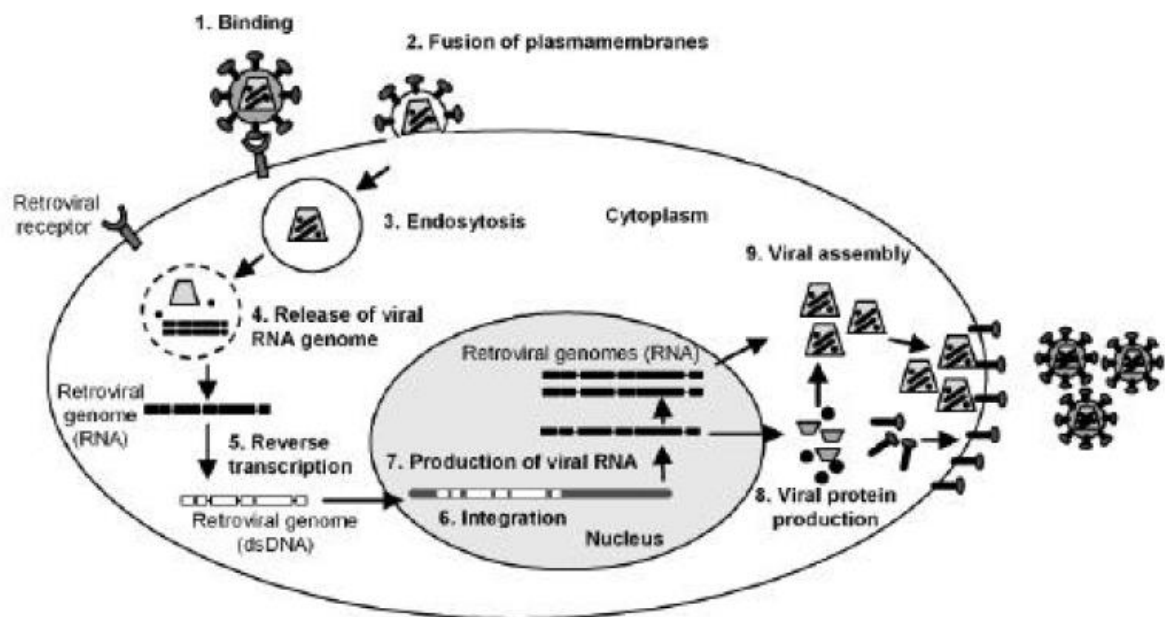 1. Binding
2. Fusion of plasmamembranes
Retroviral
receptor
3. Endosytosis
Cytoplasm
4. Release of viral
RNA genome
9. Viral assembly
Retroviral genomes (RNA)
Retroviral
genome
(RNA)
5. Reverse
transcription
7. Production of viral RNA
Retroviral genome
(dsDNA)
6. Integration
Nucleus
8. Viral protein
production